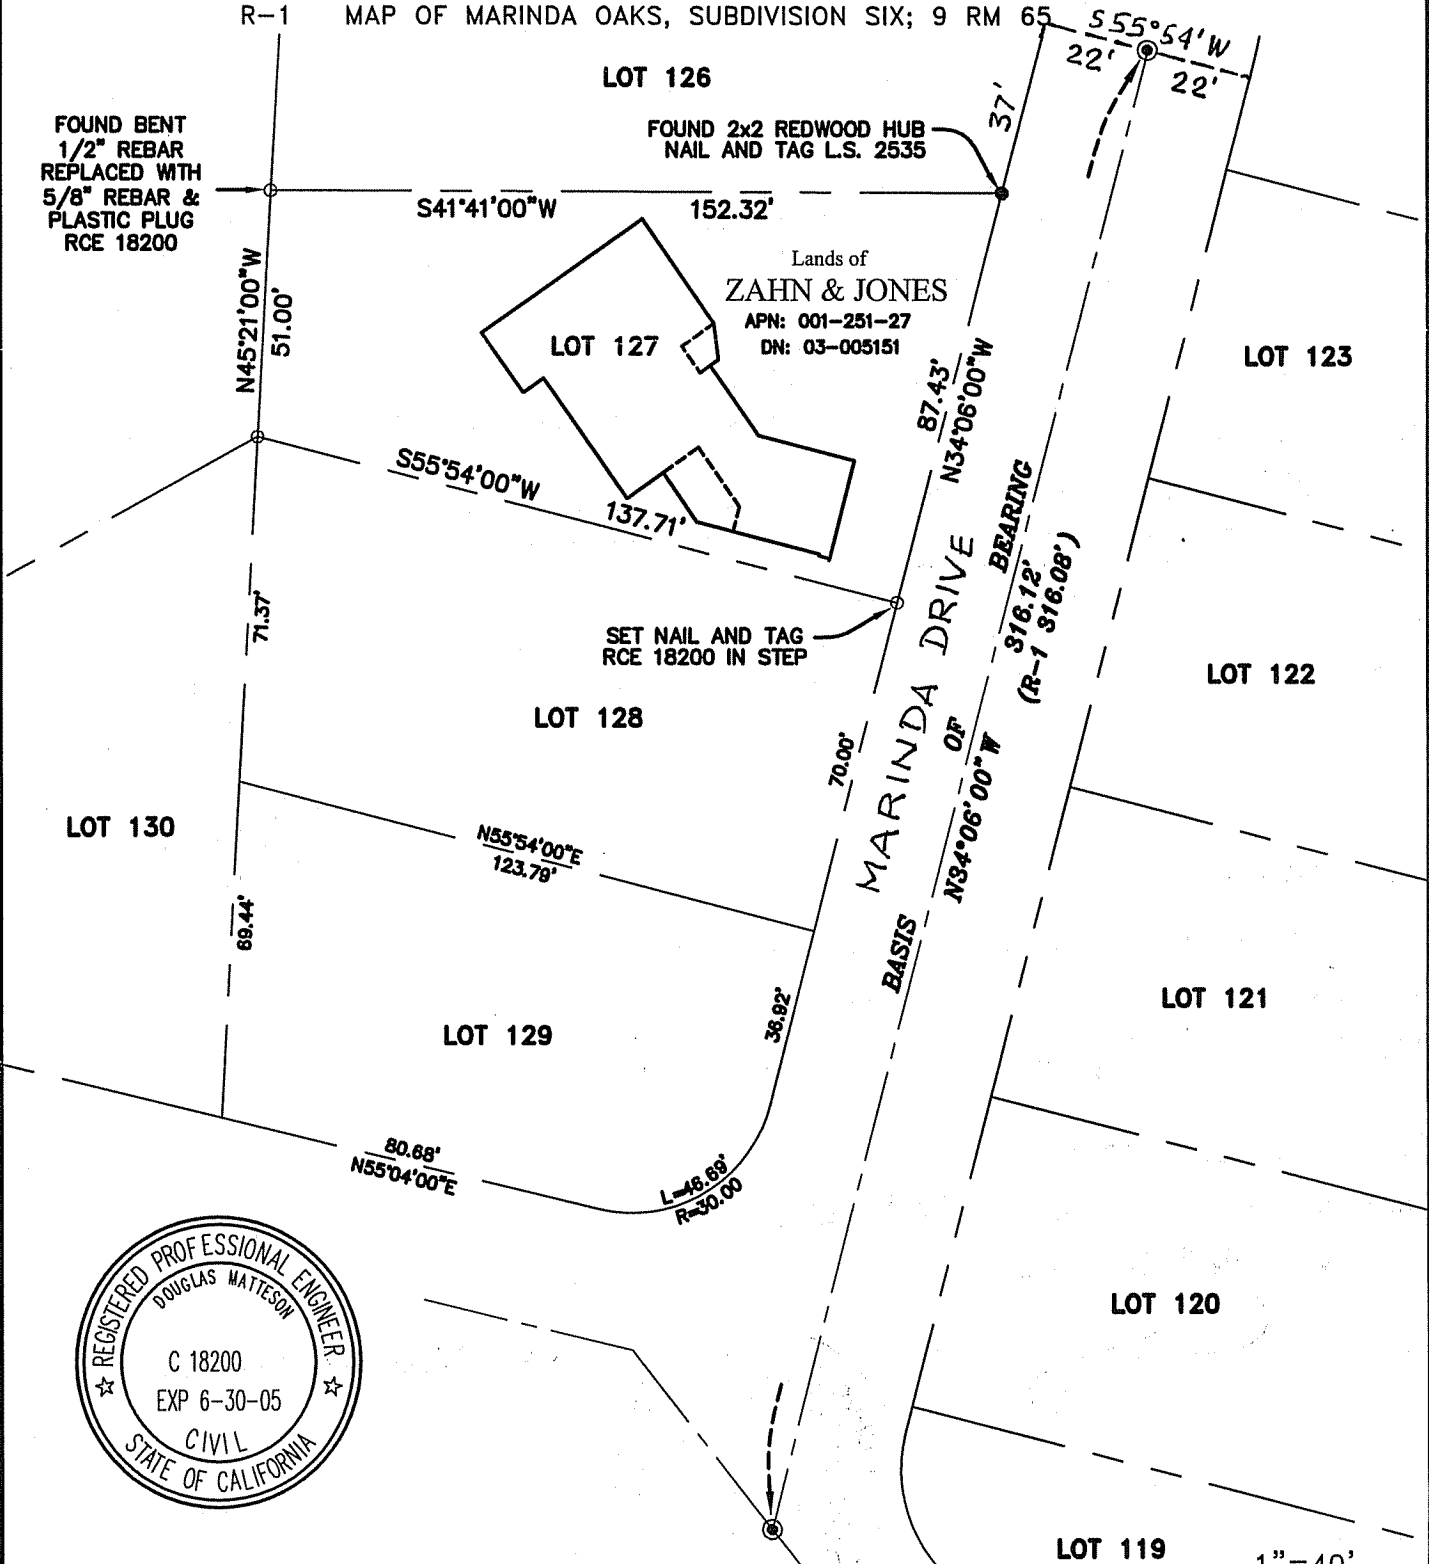 R-1 MAP OF MARINDA OAKS, SUBDIVISION SIX; 9 RM 65
S 55°54' W
22'
22'
37'
LOT 126
FOUND BENT
1/2" REBAR
REPLACED WITH
5/8" REBAR &
PLASTIC PLUG
RCE 18200
FOUND 2x2 REDWOOD HUB
NAIL AND TAG L.S. 2535
S41°41'00"W
152.32'
N45°21'00"W
51.00'
Lands of
ZAHN & JONES
APN: 001-251-27
DN: 03-005151
LOT 127
LOT 123
87.43'
N34°06'00"W
S55°54'00"W
137.71'
BASIS OF BEARING
N34°06'00"W 316.12'
(R-1 316.08')
MARINDA DRIVE
71.37'
SET NAIL AND TAG
RCE 18200 IN STEP
LOT 122
LOT 128
70.00'
LOT 130
N55°54'00"E
123.79'
69.44'
LOT 121
LOT 129
36.92'
80.68'
N55°04'00"E
L=46.69'
R=30.00
REGISTERED PROFESSIONAL ENGINEER
DOUGLAS MATTESON
C 18200
EXP 6-30-05
CIVIL
STATE OF CALIFORNIA
LOT 120
LOT 119
1"=40'